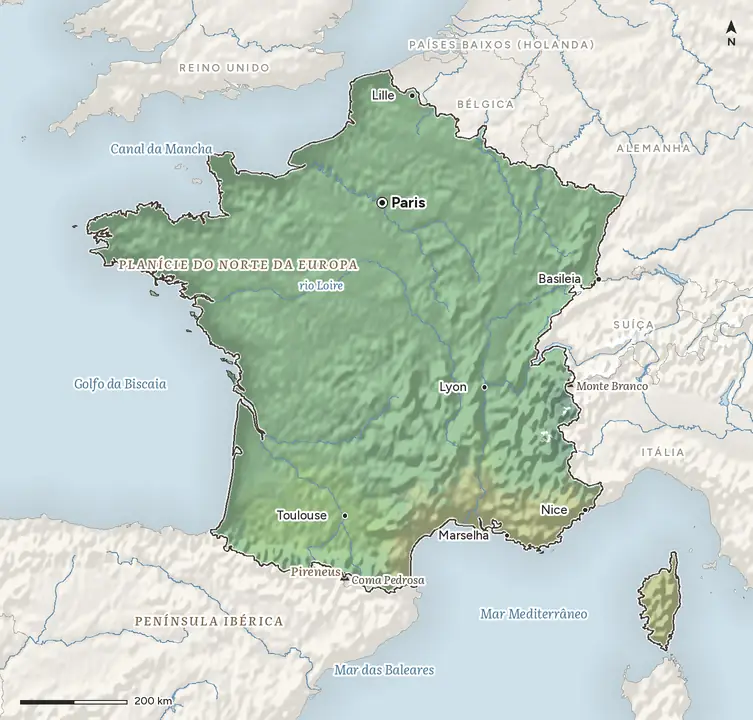 N
PAÍSES BAIXOS (HOLANDA)
REINO UNIDO
Lille
BÉLGICA
Canal da Mancha
ALEMANHA
Paris
PLANÍCIE DO NORTE DA EUROPA
Basileia
rio Loire
SUÍÇA
Golfo da Biscaia
Lyon
Monte Branco
ITÁLIA
Toulouse
Nice
Marselha
Pireneus
Coma Pedrosa
Mar Mediterrâneo
PENÍNSULA IBÉRICA
Mar das Baleares
200 km